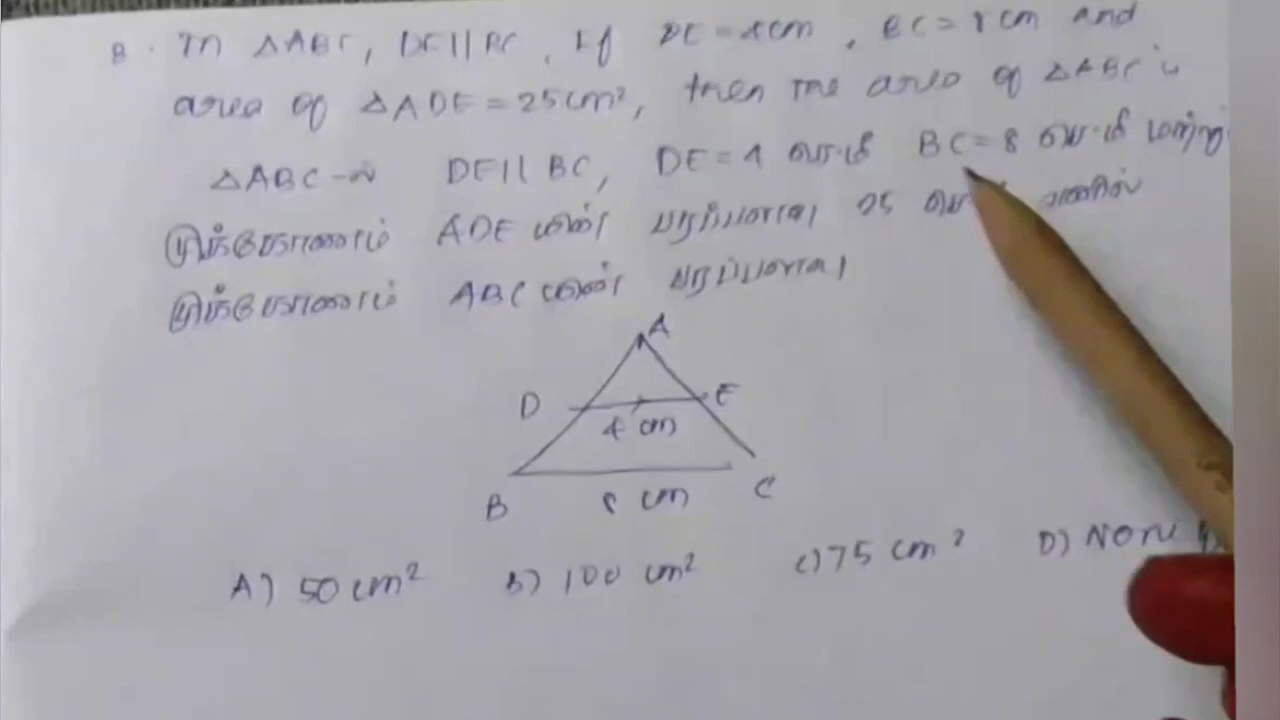 8. In △ABC, DE||BC. If DE=4cm, BC=8cm and
area of △ADE=25cm², then the area of △ABC is
△ABC-ல் DE||BC, DE=4 செ.மீ BC=8 செ.மீ மற்றும்
முக்கோணம் ADE யின் பரப்பளவு 25 எனில்
முக்கோணம் ABC யின் பரப்பளவு
A
D E
4 cm
B 8 cm C
A) 50 cm² B) 100 cm² C) 75 cm² D) None